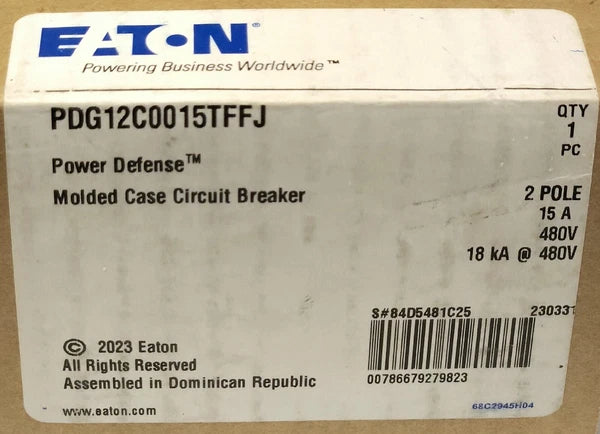 EATON
Powering Business Worldwide™
PDG12C0015TFFJ
QTY
1
PC
Power Defense™
Molded Case Circuit Breaker
2 POLE
15 A
480V
18 kA @ 480V
S#84D5481C25
230331
00786679279823
© 2023 Eaton
All Rights Reserved
Assembled in Dominican Republic
www.eaton.com
68C2945H04